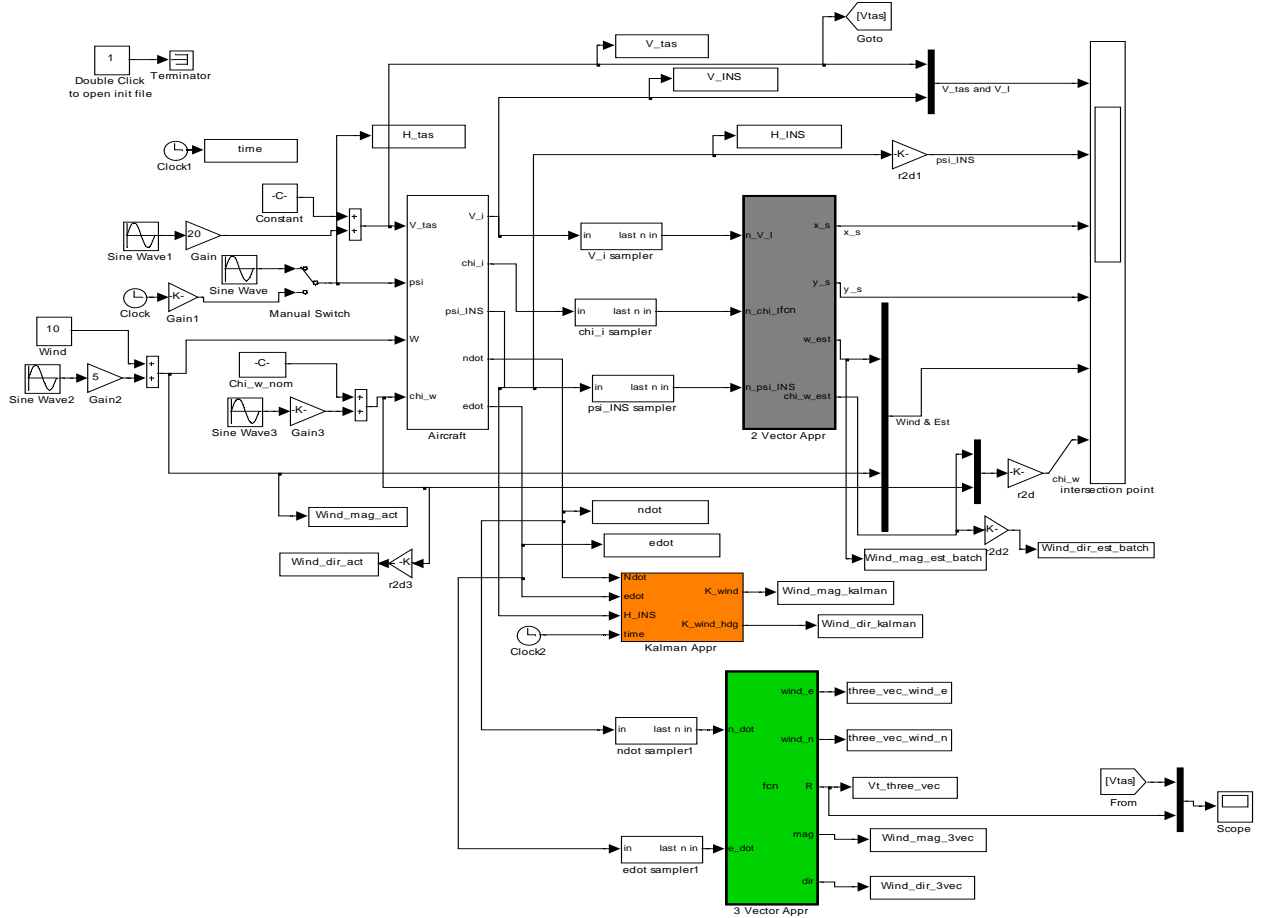 [Vtas]
Goto
V_tas
1
Double Click
to open init file
Terminator
V_INS
V_tas and V_I
H_tas
H_INS
time
Clock1
-K-
r2d1
psi_INS
-C-
Constant
+
+
20
Sine Wave1
Gain
Sine Wave
Clock
-K-
Gain1
Manual Switch
10
Wind
5
Sine Wave2
Gain2
+
+
-C-
Chi_w_nom
Sine Wave3
-K-
Gain3
+
+
V_tas
psi
W
chi_w
V_i
chi_i
psi_INS
ndot
edot
Aircraft
in
last n in
V_i sampler
in
last n in
chi_i sampler
in
last n in
psi_INS sampler
n_V_I
n_chi_I
n_psi_INS
fcn
x_s
y_s
w_est
chi_w_est
2 Vector Appr
x_s
y_s
Wind & Est
-K-
r2d
chi_w
intersection point
K-
r2d2
Wind_dir_est_batch
Wind_mag_est_batch
Wind_mag_act
Wind_dir_act
-K
r2d3
ndot
edot
Ndot
edot
H_INS
time
K_wind
K_wind_hdg
Kalman Appr
Clock2
Wind_mag_kalman
Wind_dir_kalman
in
last n in
ndot sampler1
in
last n in
edot sampler1
n_dot
e_dot
fcn
wind_e
wind_n
R
mag
dir
3 Vector Appr
three_vec_wind_e
three_vec_wind_n
Vt_three_vec
Wind_mag_3vec
Wind_dir_3vec
[Vtas]
From
Scope